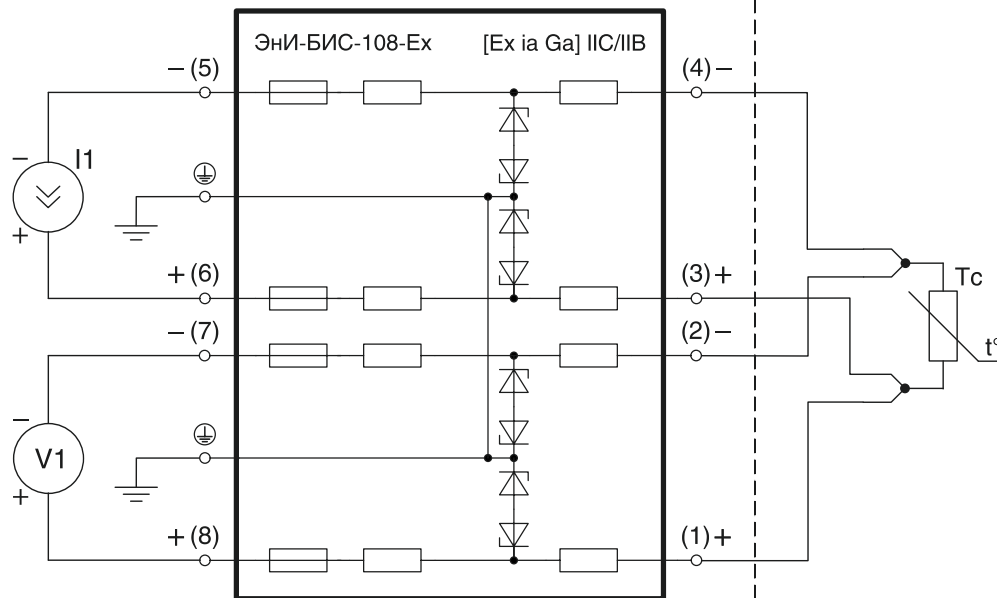 ЭнИ-БИС-108-Ex [Ex ia Ga] IIC/IIB
− (5)
(4) −
− I1
+
+ (6)
(3) +
− (7)
(2) −
Tc
t°
−
V1
+
+ (8)
(1) +